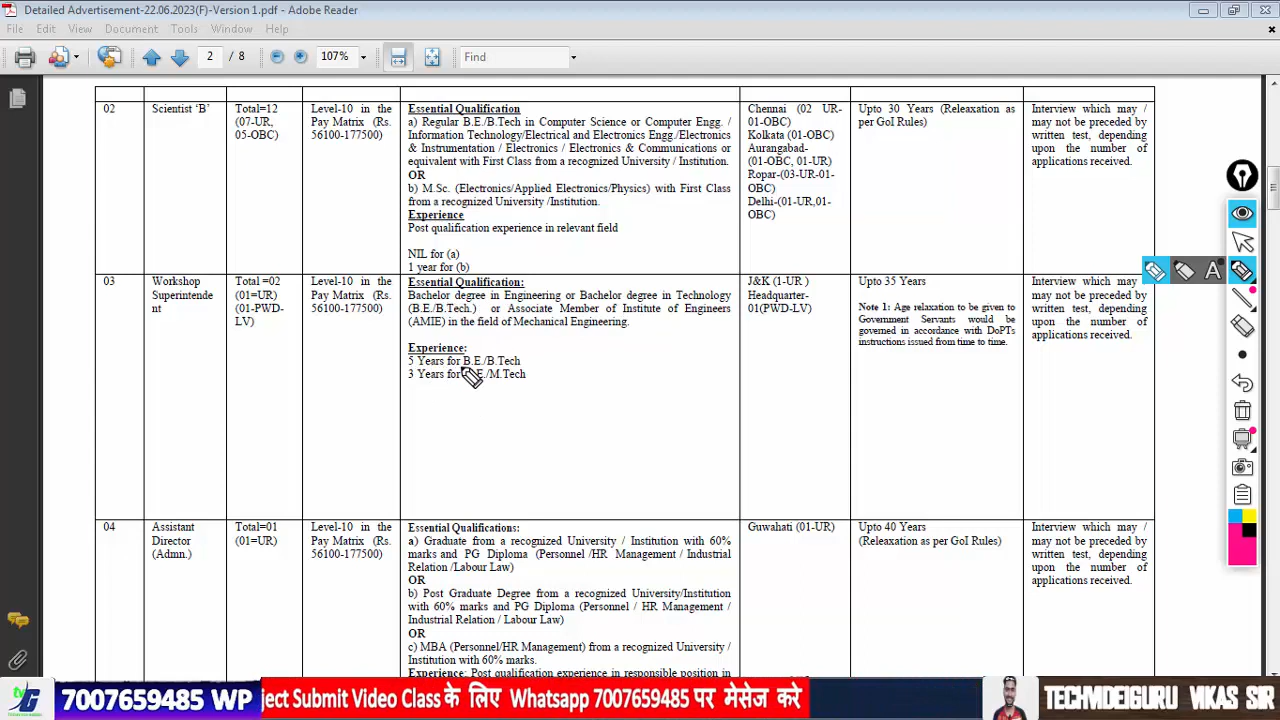 Detailed Advertisement-22.06.2023(F)-Version 1.pdf - Adobe Reader
File Edit View Document Tools Window Help
2 / 8 107% Find
02
Scientist ‘B’
Total=12
(07-UR,
05-OBC)
Level-10 in the
Pay Matrix (Rs.
56100-177500)
Essential Qualification
a) Regular B.E./B.Tech in Computer Science or Computer Engg. /
Information Technology/Electrical and Electronics Engg./Electronics
& Instrumentation / Electronics / Electronics & Communications or
equivalent with First Class from a recognized University / Institution.
OR
b) M.Sc. (Electronics/Applied Electronics/Physics) with First Class
from a recognized University /Institution.
Experience
Post qualification experience in relevant field
NIL for (a)
1 year for (b)
Chennai (02 UR-
01-OBC)
Kolkata (01-OBC)
Aurangabad-
(01-OBC, 01-UR)
Ropar-(03-UR-01-
OBC)
Delhi-(01-UR,01-
OBC)
Upto 30 Years (Releaxation as
per GoI Rules)
Interview which may /
may not be preceded by
written test, depending
upon the number of
applications received.
03
Workshop
Superintende
nt
Total =02
(01=UR)
(01-PWD-
LV)
Level-10 in the
Pay Matrix (Rs.
56100-177500)
Essential Qualification:
Bachelor degree in Engineering or Bachelor degree in Technology
(B.E./B.Tech.) or Associate Member of Institute of Engineers
(AMIE) in the field of Mechanical Engineering.
Experience:
5 Years for B.E./B.Tech
3 Years for E./M.Tech
J&K (1-UR )
Headquarter-
01(PWD-LV)
Upto 35 Years
Note 1: Age relaxation to be given to
Government Servants would be
governed in accordance with DoPTs
instructions issued from time to time.
Interview which may /
may not be preceded by
written test, depending
upon the number of
applications received.
04
Assistant
Director
(Admn.)
Total=01
(01=UR)
Level-10 in the
Pay Matrix (Rs.
56100-177500)
Essential Qualifications:
a) Graduate from a recognized University / Institution with 60%
marks and PG Diploma (Personnel /HR Management / Industrial
Relation /Labour Law)
OR
b) Post Graduate Degree from a recognized University/Institution
with 60% marks and PG Diploma (Personnel / HR Management /
Industrial Relation / Labour Law)
OR
c) MBA (Personnel/HR Management) from a recognized University /
Institution with 60% marks.
Experience: Post qualification experience in responsible position in
Guwahati (01-UR)
Upto 40 Years
(Releaxation as per GoI Rules)
Interview which may /
may not be preceded by
written test, depending
upon the number of
applications received.
A
7007659485 WP
ject Submit Video Class के लिए Whatsapp 7007659485 पर मेसेज करे
TECHMDEIGURU VIKAS SIR